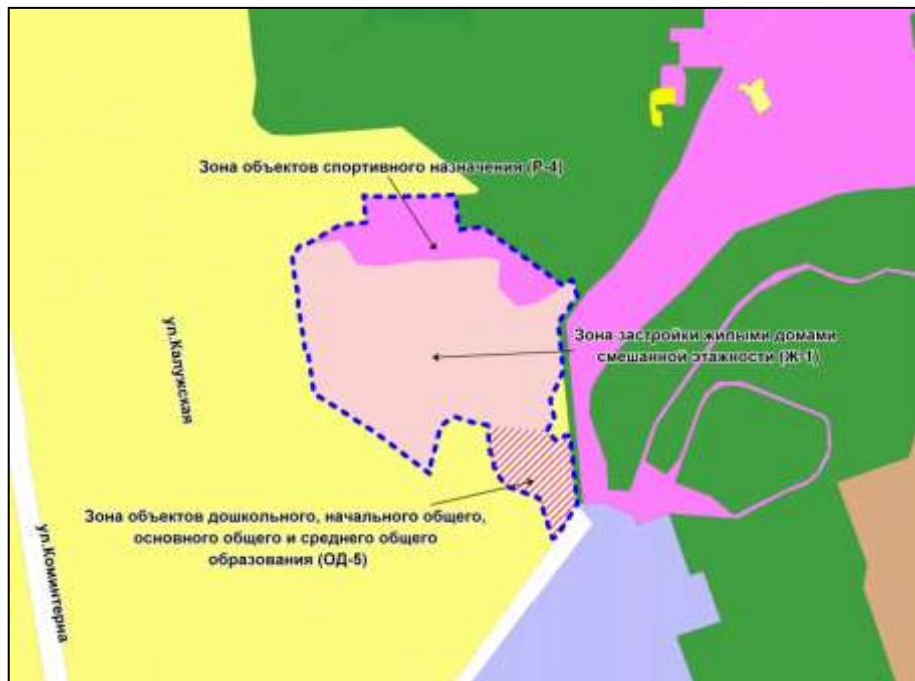 Зона объектов спортивного назначения (Р-4)
Зона застройки жилыми домами
смешанной этажности (Ж-1)
ул.Калужская
Зона объектов дошкольного, начального общего,
основного общего и среднего общего
образования (ОД-5)
ул.Коминтерна